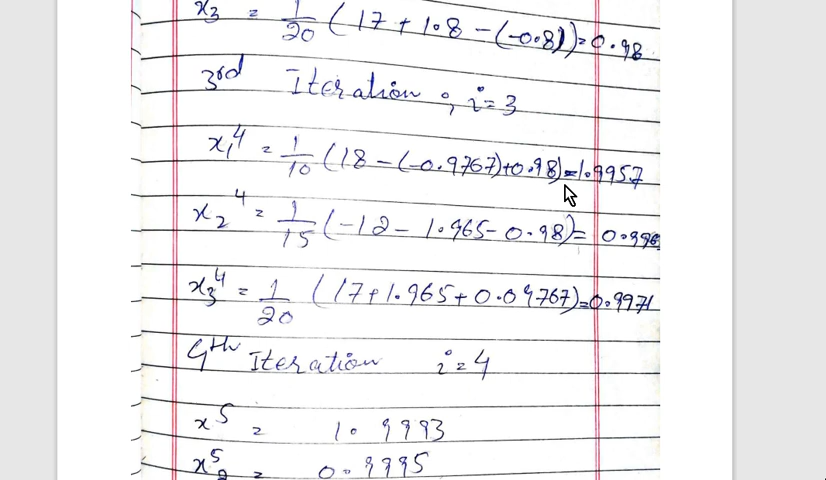 x3 = 1/20 (17 + 1.8 - (-0.8)) = 0.98
3rd Iteration ; i = 3
x1^4 = 1/10 (18 - (-0.9767) + 0.98) = 1.9957
x2^4 = 1/15 (-12 - 1.965 - 0.98) = 0.996
x3^4 = 1/20 (17 + 1.965 + 0.09767) = 0.9971
4th Iteration i = 4
x^5 = 1.9993
x2^5 = 0.9995